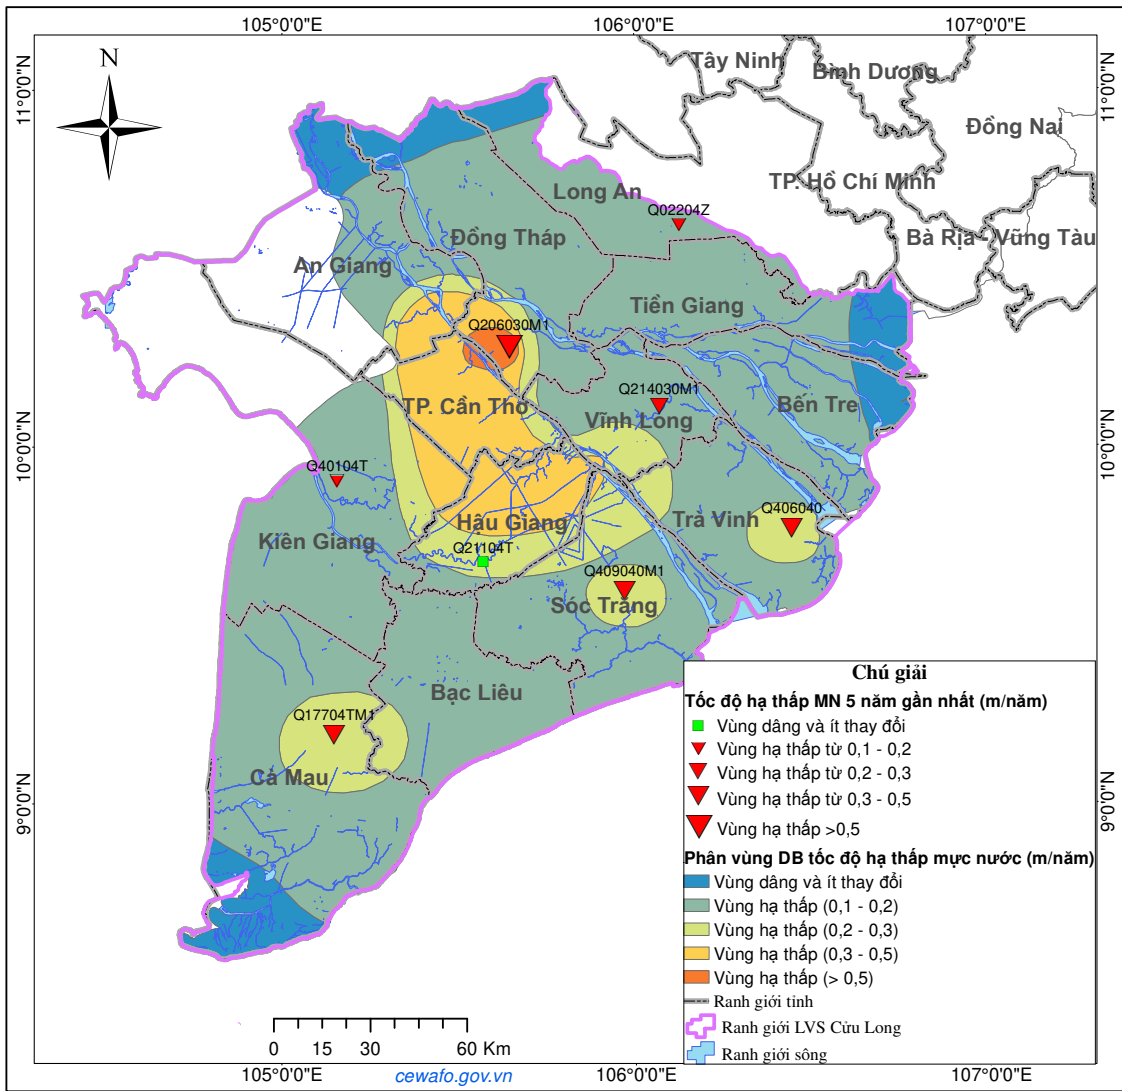 105°0'0"E 106°0'0"E 107°0'0"E
N
11°0'0"N
11°0'0"N
Tây Ninh
Bình Dương
Đồng Nai
TP. Hồ Chí Minh
Long An
Q02204Z
Bà Rịa - Vũng Tàu
Đồng Tháp
An Giang
Tiền Giang
Q206030M1
Q214030M1
TP. Cần Thơ
Vĩnh Long
Bến Tre
10°0'0"N
10°0'0"N
Q40104T
Q406040
Trà Vinh
Hậu Giang
Kiên Giang
Q21104T
Q409040M1
Sóc Trăng
Bạc Liêu
Q17704TM1
Cà Mau
9°0'0"N
9°0'0"N
Chú giải
Tốc độ hạ thấp MN 5 năm gần nhất (m/năm)
Vùng dâng và ít thay đổi
Vùng hạ thấp từ 0,1 - 0,2
Vùng hạ thấp từ 0,2 - 0,3
Vùng hạ thấp từ 0,3 - 0,5
Vùng hạ thấp >0,5
Phân vùng DB tốc độ hạ thấp mực nước (m/năm)
Vùng dâng và ít thay đổi
Vùng hạ thấp (0,1 - 0,2)
Vùng hạ thấp (0,2 - 0,3)
Vùng hạ thấp (0,3 - 0,5)
Vùng hạ thấp (> 0,5)
Ranh giới tỉnh
Ranh giới LVS Cửu Long
Ranh giới sông
0 15 30 60 Km
cewafo.gov.vn
105°0'0"E 106°0'0"E 107°0'0"E